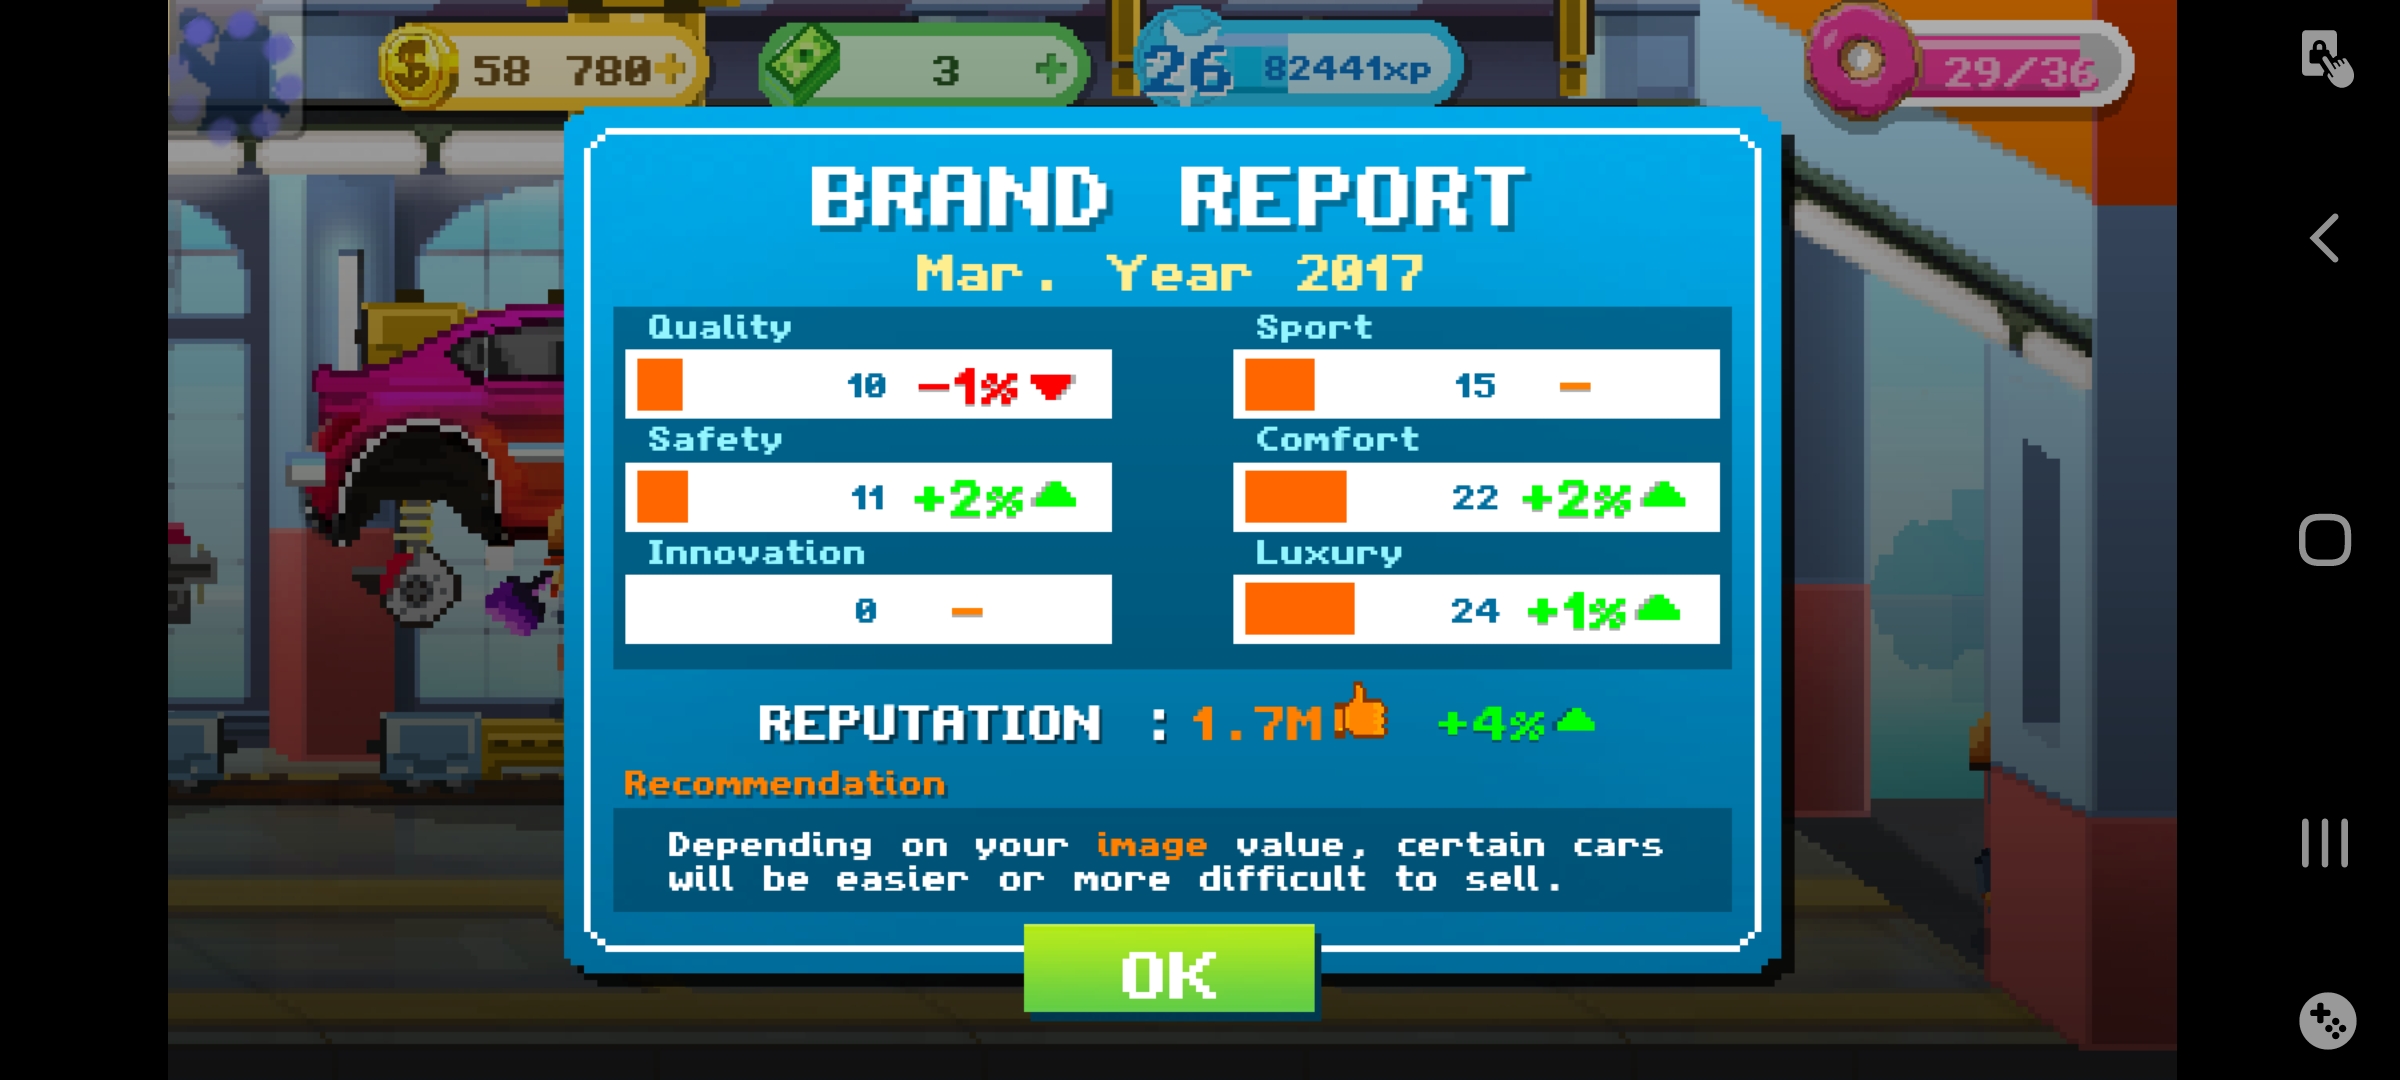 58 780+
3 +
26 82441xp
29/36
BRAND REPORT
Mar. Year 2017
Quality
10 -1%
Sport
15 -
Safety
11 +2%
Comfort
22 +2%
Innovation
0 -
Luxury
24 +1%
REPUTATION : 1.7M +4%
Recommendation
Depending on your image value, certain cars
will be easier or more difficult to sell.
OK